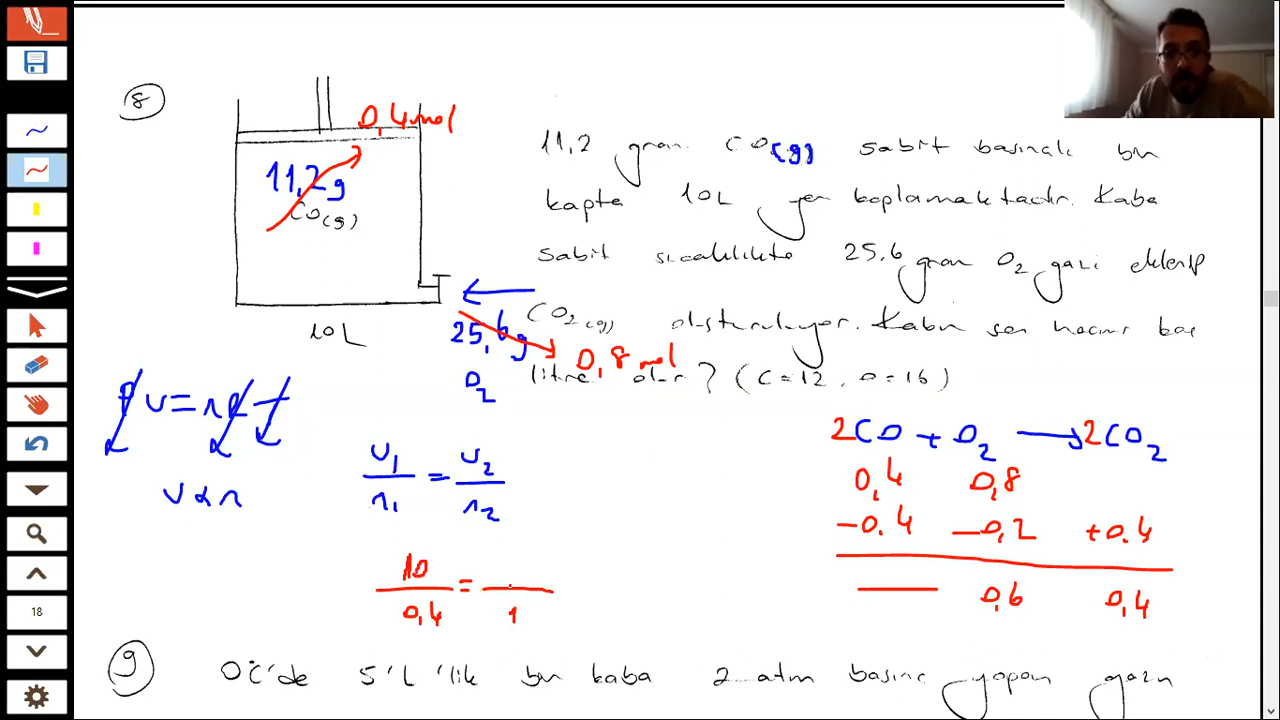 8
0,4 mol
11,2 g
CO(g)
10L
25,6 g
O2
0,8 mol
11,2 gram CO(g) sabit basınçlı bir
kapta 10L yer kaplamaktadır. Kaba
sabit sıcaklıkta 25,6 gram O2 gazı eklenip
CO2(g) oluşturuluyor. Kabın son hacmi kaç
litre olur? (C=12, O=16)
PV=nRT
V∝n
V1/n1 = V2/n2
10/0,4 = /1
2CO + O2 → 2CO2
0,4 0,8
-0,4 -0,2 +0,4
0,6 0,4
9
0°C'de 5'L'lik bir kaba 2 atm basınç yapan gazın
18